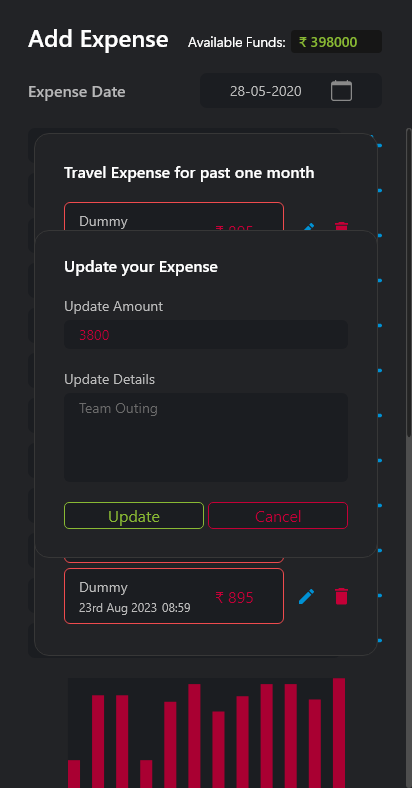 Add Expense
Available Funds: ₹ 398000
Expense Date
28-05-2020
Travel Expense for past one month
Dummy
₹ 895
Update your Expense
Update Amount
3800
Update Details
Team Outing
Update
Cancel
Dummy
23rd Aug 2023 08:59
₹ 895